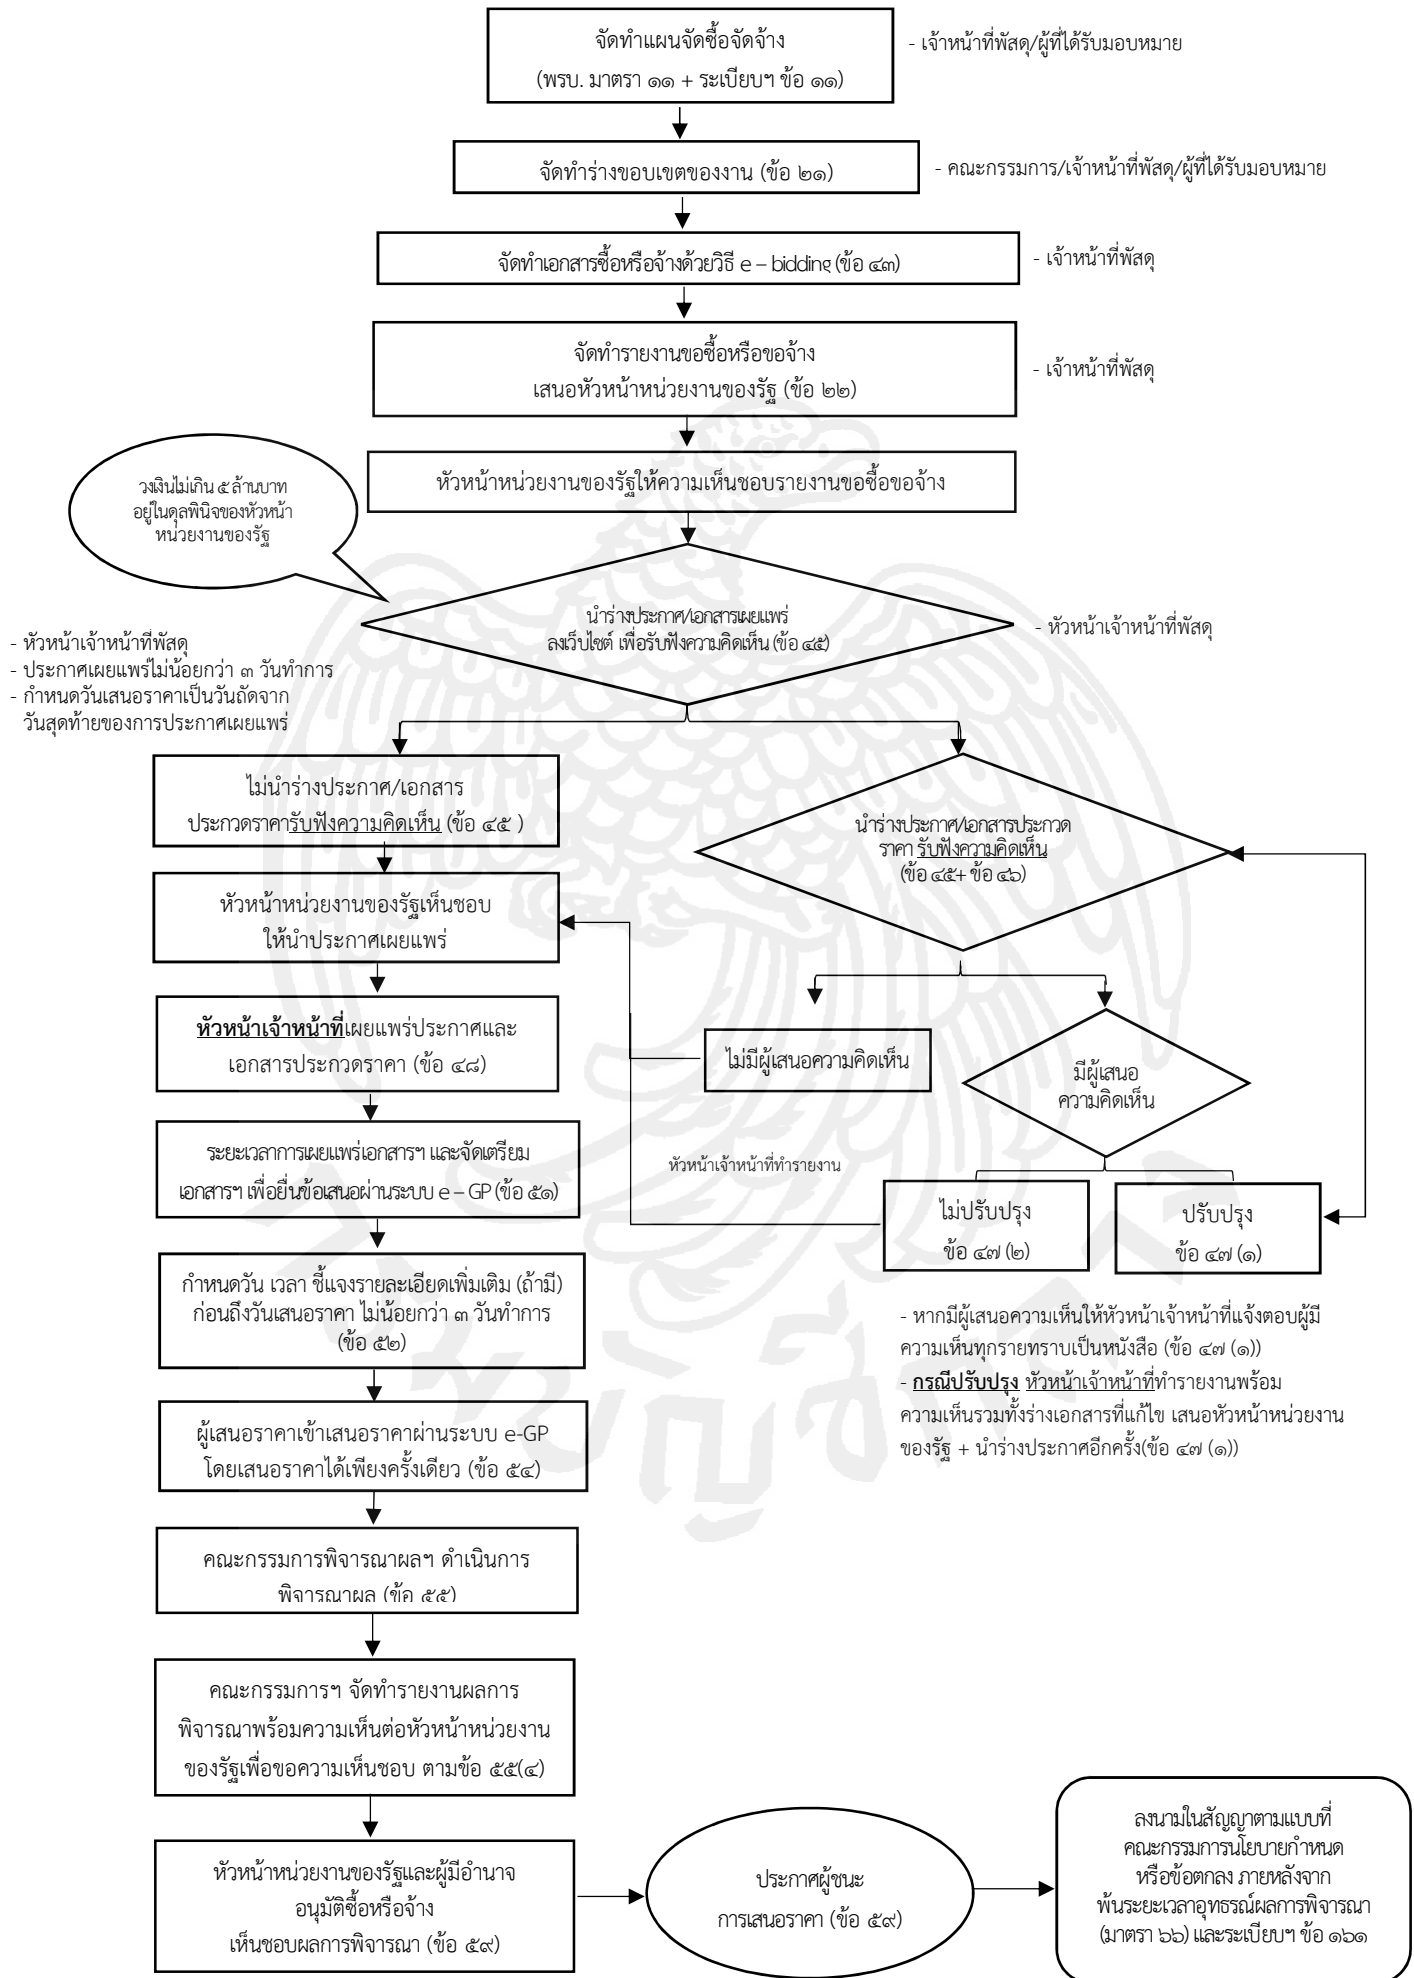 จัดทำแผนจัดซื้อจัดจ้าง
(พรบ. มาตรา ๑๑ + ระเบียบฯ ข้อ ๑๑)
- เจ้าหน้าที่พัสดุ/ผู้ที่ได้รับมอบหมาย
จัดทำร่างขอบเขตของงาน (ข้อ ๒๑)
- คณะกรรมการ/เจ้าหน้าที่พัสดุ/ผู้ที่ได้รับมอบหมาย
จัดทำเอกสารซื้อหรือจ้างด้วยวิธี e – bidding (ข้อ ๔๓)
- เจ้าหน้าที่พัสดุ
จัดทำรายงานขอซื้อหรือขอจ้าง
เสนอหัวหน้าหน่วยงานของรัฐ (ข้อ ๒๒)
- เจ้าหน้าที่พัสดุ
หัวหน้าหน่วยงานของรัฐให้ความเห็นชอบรายงานขอซื้อขอจ้าง
วงเงินไม่เกิน ๕ ล้านบาท
อยู่ในดุลพินิจของหัวหน้า
หน่วยงานของรัฐ
นำร่างประกาศ/เอกสารเผยแพร่
ลงเว็บไซต์ เพื่อรับฟังความคิดเห็น (ข้อ ๔๕)
- หัวหน้าเจ้าหน้าที่พัสดุ
- หัวหน้าเจ้าหน้าที่พัสดุ
- ประกาศเผยแพร่ไม่น้อยกว่า ๓ วันทำการ
- กำหนดวันเสนอราคาเป็นวันถัดจาก
วันสุดท้ายของการประกาศเผยแพร่
ไม่นำร่างประกาศ/เอกสาร
ประกวดราคารับฟังความคิดเห็น (ข้อ ๔๕ )
นำร่างประกาศ/เอกสารประกวด
ราคา รับฟังความคิดเห็น
(ข้อ ๔๕+ ข้อ ๔๖)
หัวหน้าหน่วยงานของรัฐเห็นชอบ
ให้นำประกาศเผยแพร่
หัวหน้าเจ้าหน้าที่เผยแพร่ประกาศและ
เอกสารประกวดราคา (ข้อ ๔๘)
ไม่มีผู้เสนอความคิดเห็น
มีผู้เสนอ
ความคิดเห็น
ระยะเวลาการเผยแพร่เอกสารฯ และจัดเตรียม
เอกสารฯ เพื่อยื่นข้อเสนอผ่านระบบ e – GP (ข้อ ๕๑)
หัวหน้าเจ้าหน้าที่ทำรายงาน
ไม่ปรับปรุง
ข้อ ๔๗ (๒)
ปรับปรุง
ข้อ ๔๗ (๑)
กำหนดวัน เวลา ชี้แจงรายละเอียดเพิ่มเติม (ถ้ามี)
ก่อนถึงวันเสนอราคา ไม่น้อยกว่า ๓ วันทำการ
(ข้อ ๕๒)
- หากมีผู้เสนอความเห็นให้หัวหน้าเจ้าหน้าที่แจ้งตอบผู้มี
ความเห็นทุกรายทราบเป็นหนังสือ (ข้อ ๔๗ (๑))
- กรณีปรับปรุง หัวหน้าเจ้าหน้าที่ทำรายงานพร้อม
ความเห็นรวมทั้งร่างเอกสารที่แก้ไข เสนอหัวหน้าหน่วยงาน
ของรัฐ + นำร่างประกาศอีกครั้ง(ข้อ ๔๗ (๑))
ผู้เสนอราคาเข้าเสนอราคาผ่านระบบ e-GP
โดยเสนอราคาได้เพียงครั้งเดียว (ข้อ ๕๔)
คณะกรรมการพิจารณาผลฯ ดำเนินการ
พิจารณาผล (ข้อ ๕๕)
คณะกรรมการฯ จัดทำรายงานผลการ
พิจารณาพร้อมความเห็นต่อหัวหน้าหน่วยงาน
ของรัฐเพื่อขอความเห็นชอบ ตามข้อ ๕๕(๔)
หัวหน้าหน่วยงานของรัฐและผู้มีอำนาจ
อนุมัติซื้อหรือจ้าง
เห็นชอบผลการพิจารณา (ข้อ ๕๙)
ประกาศผู้ชนะ
การเสนอราคา (ข้อ ๕๙)
ลงนามในสัญญาตามแบบที่
คณะกรรมการนโยบายกำหนด
หรือข้อตกลง ภายหลังจาก
พ้นระยะเวลาอุทธรณ์ผลการพิจารณา
(มาตรา ๖๖) และระเบียบฯ ข้อ ๑๖๑
กรมบัญชีกลาง